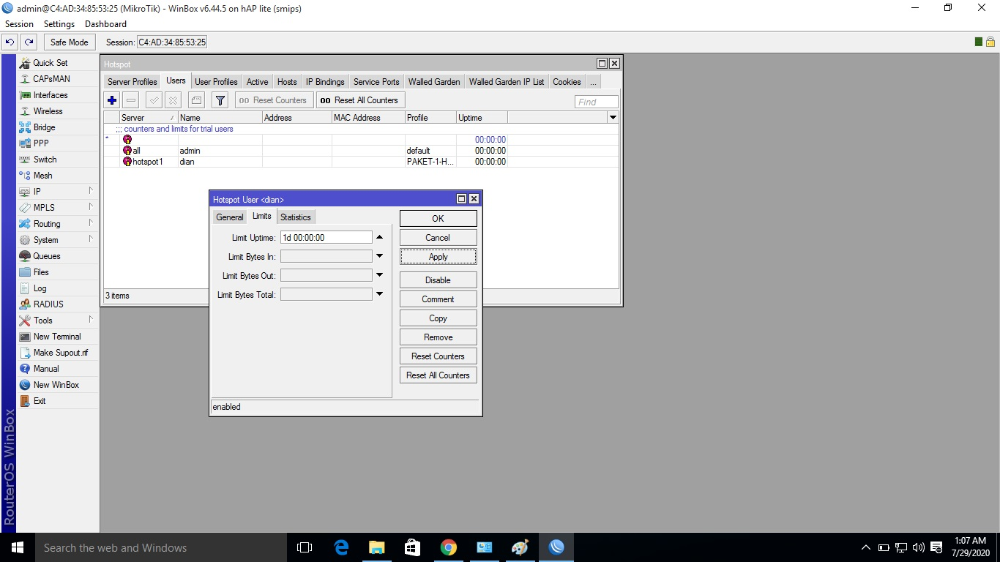 admin@C4:AD:34:85:53:25 (MikroTik) - WinBox v6.44.5 on hAP lite (smips)
Session Settings Dashboard
Safe Mode Session: C4:AD:34:85:53:25
Quick Set
CAPsMAN
Interfaces
Wireless
Bridge
PPP
Switch
Mesh
IP
MPLS
Routing
System
Queues
Files
Log
RADIUS
Tools
New Terminal
Make Supout.rif
Manual
New WinBox
Exit
RouterOS WinBox
Hotspot
Server Profiles Users User Profiles Active Hosts IP Bindings Service Ports Walled Garden Walled Garden IP List Cookies ...
00 Reset Counters 00 Reset All Counters Find
Server / Name Address MAC Address Profile Uptime
;;; counters and limits for trial users
* 00:00:00
all admin default 00:00:00
hotspot1 dian PAKET-1-H... 00:00:00
3 items
Hotspot User <dian>
General Limits Statistics
Limit Uptime: 1d 00:00:00
Limit Bytes In:
Limit Bytes Out:
Limit Bytes Total:
OK
Cancel
Apply
Disable
Comment
Copy
Remove
Reset Counters
Reset All Counters
enabled
Search the web and Windows
1:07 AM
7/29/2020